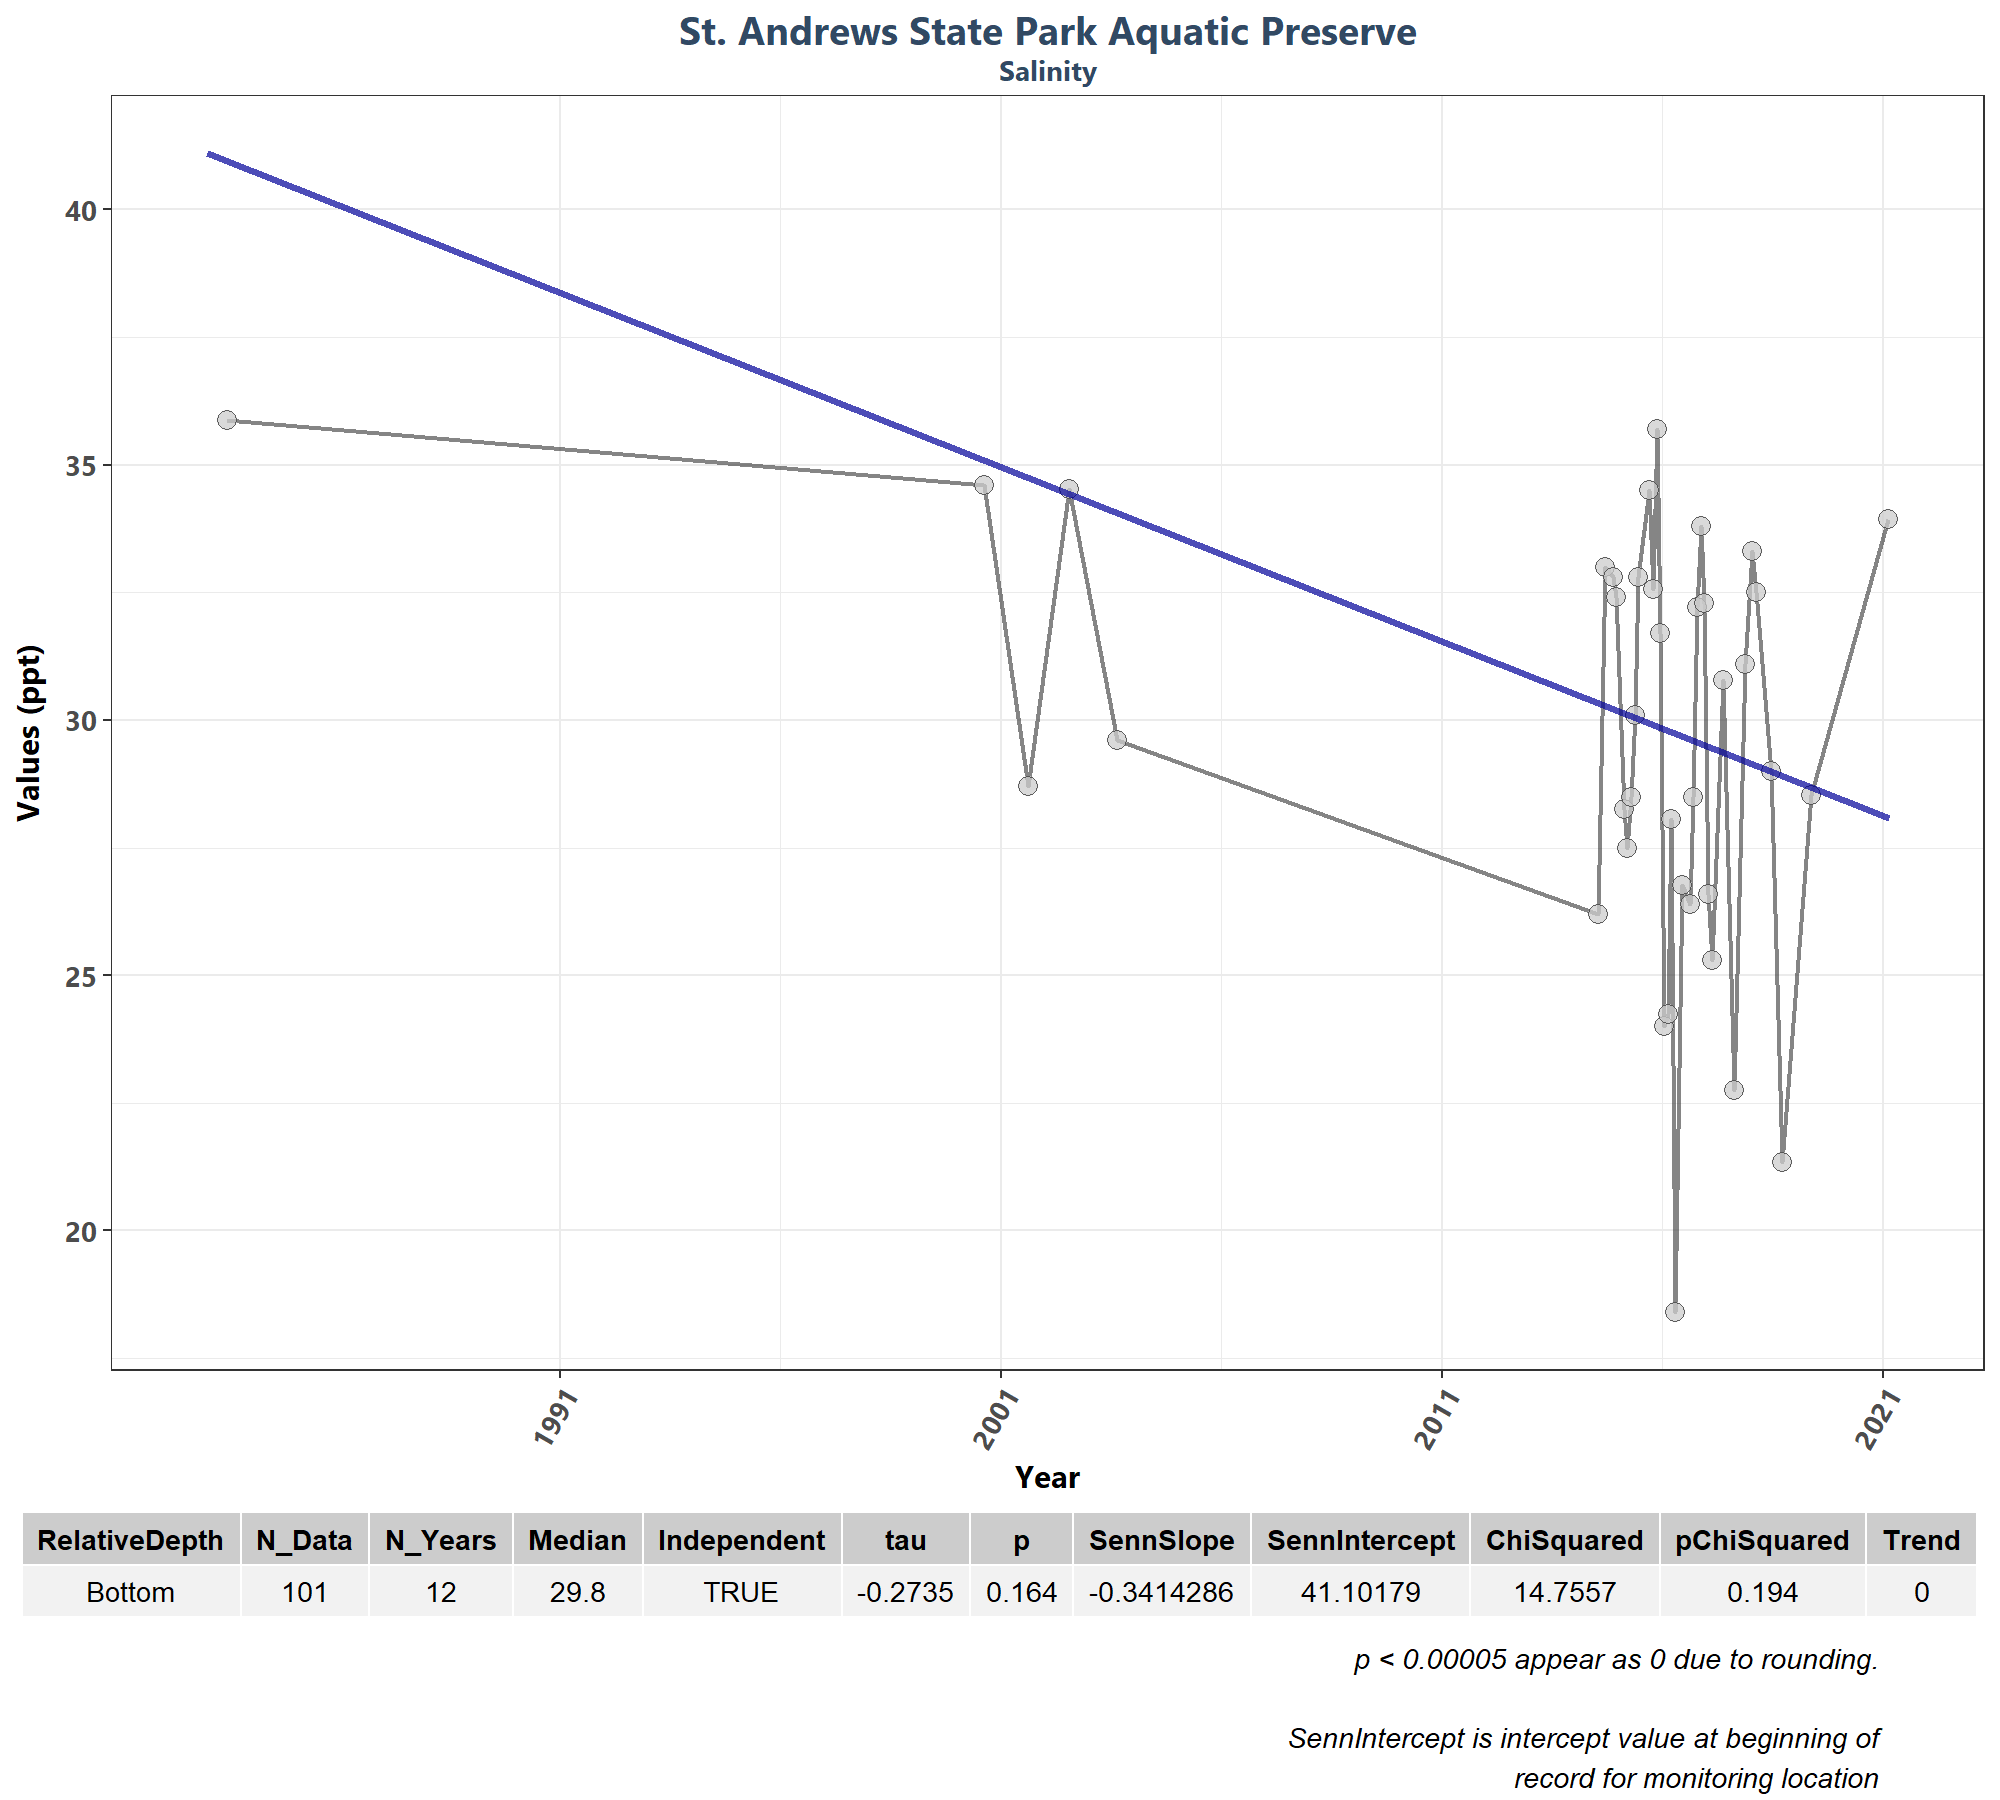 St. Andrews State Park Aquatic Preserve
Salinity
Values (ppt)
40
35
30
25
20
1991
2001
2011
2021
Year
RelativeDepth N_Data N_Years Median Independent tau p SennSlope SennIntercept ChiSquared pChiSquared Trend
Bottom 101 12 29.8 TRUE -0.2735 0.164 -0.3414286 41.10179 14.7557 0.194 0
p < 0.00005 appear as 0 due to rounding.
SennIntercept is intercept value at beginning of
record for monitoring location